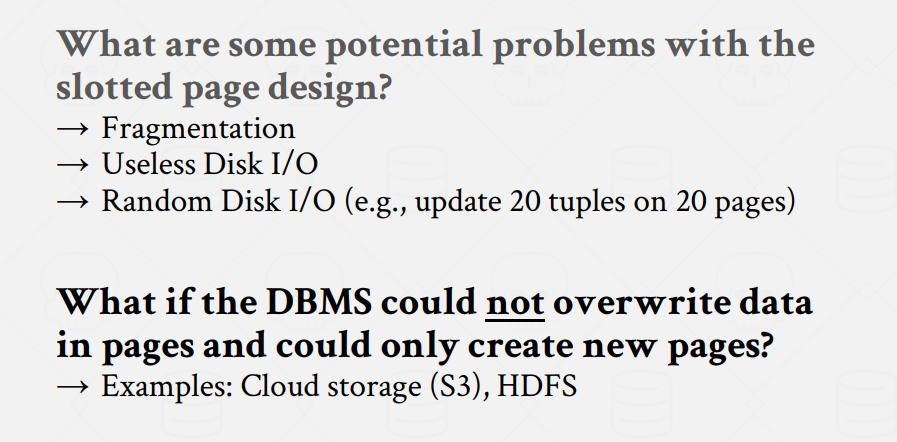 What are some potential problems with the
slotted page design?
→ Fragmentation
→ Useless Disk I/O
→ Random Disk I/O (e.g., update 20 tuples on 20 pages)
What if the DBMS could not overwrite data
in pages and could only create new pages?
→ Examples: Cloud storage (S3), HDFS